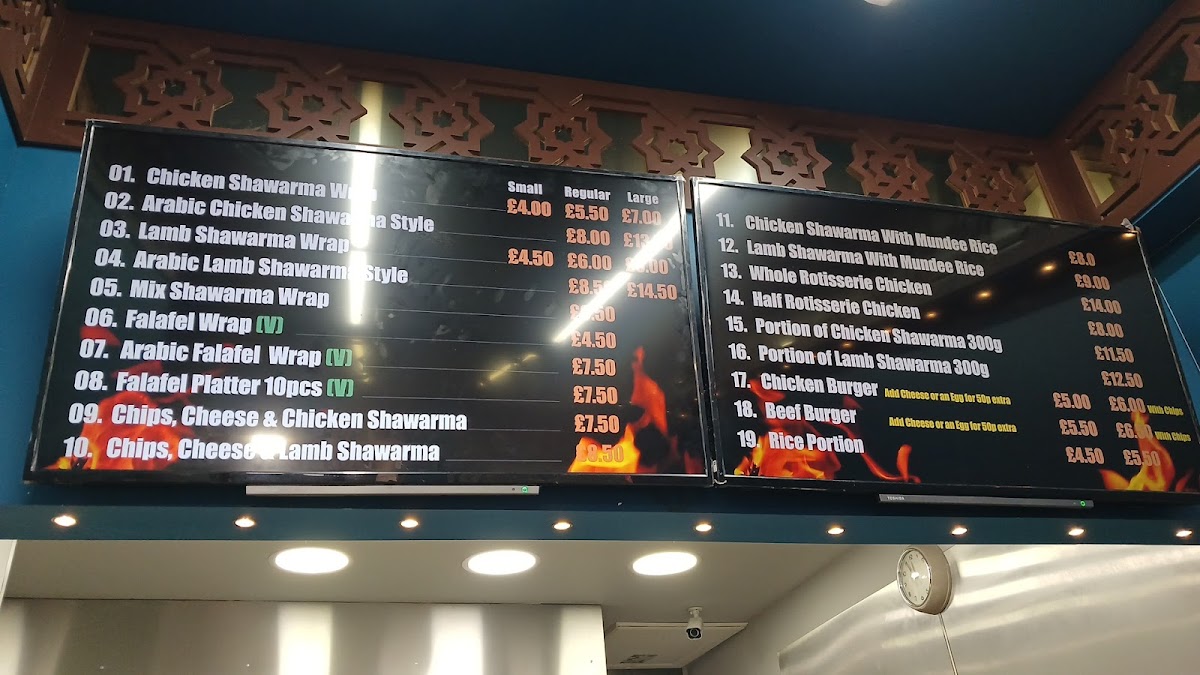 Small Regular Large
01. Chicken Shawarma Wrap £4.00 £5.50 £7.00
02. Arabic Chicken Shawarma Style £8.00
03. Lamb Shawarma Wrap £4.50 £6.00
04. Arabic Lamb Shawarma Style £8.50 £14.50
05. Mix Shawarma Wrap
06. Falafel Wrap (V) £4.50
07. Arabic Falafel Wrap (V) £7.50
08. Falafel Platter 10pcs (V) £7.50
09. Chips, Cheese & Chicken Shawarma £7.50
10. Chips, Cheese & Lamb Shawarma £8.50
11. Chicken Shawarma With Mundee Rice £8.0
12. Lamb Shawarma With Mundee Rice £9.00
13. Whole Rotisserie Chicken £14.00
14. Half Rotisserie Chicken £8.00
15. Portion of Chicken Shawarma 300g £11.50
16. Portion of Lamb Shawarma 300g £12.50
17. Chicken Burger Add Cheese or an Egg for 50p extra £5.00 £6.00 With Chips
18. Beef Burger Add Cheese or an Egg for 50p extra £5.50 With Chips
19. Rice Portion £4.50 £5.50
TOSHIBA